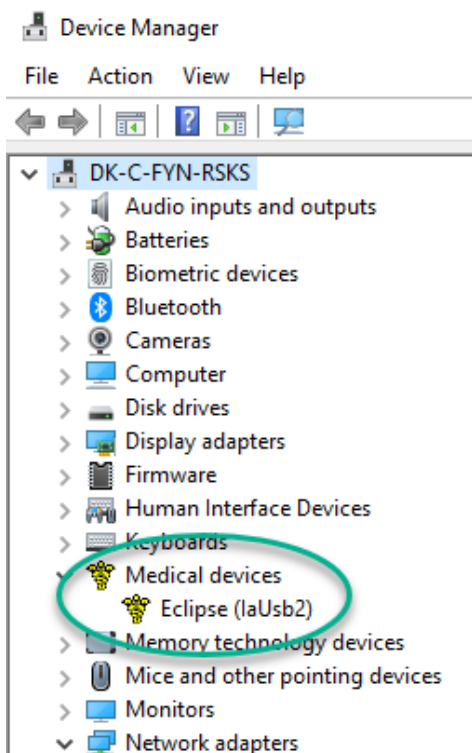 Device Manager
File Action View Help
DK-C-FYN-RSKS
Audio inputs and outputs
Batteries
Biometric devices
Bluetooth
Cameras
Computer
Disk drives
Display adapters
Firmware
Human Interface Devices
Keyboards
Medical devices
Eclipse (IaUsb2)
Memory technology devices
Mice and other pointing devices
Monitors
Network adapters